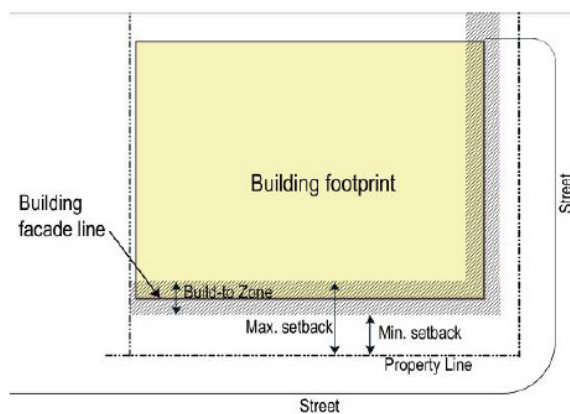 Building footprint
Street
Building
facade line
Build-to Zone
Max. setback
Min. setback
Property Line
Street